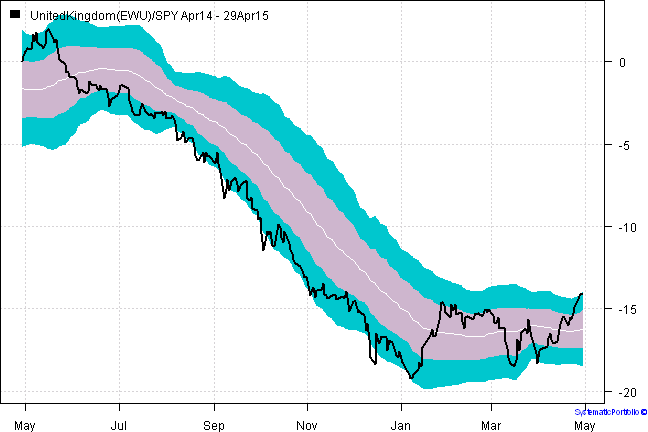 UnitedKingdom(EWU)/SPY Apr14 - 29Apr15
0
-5
-10
-15
-20
May Jul Sep Nov Jan Mar May
SystematicPortfolio ©